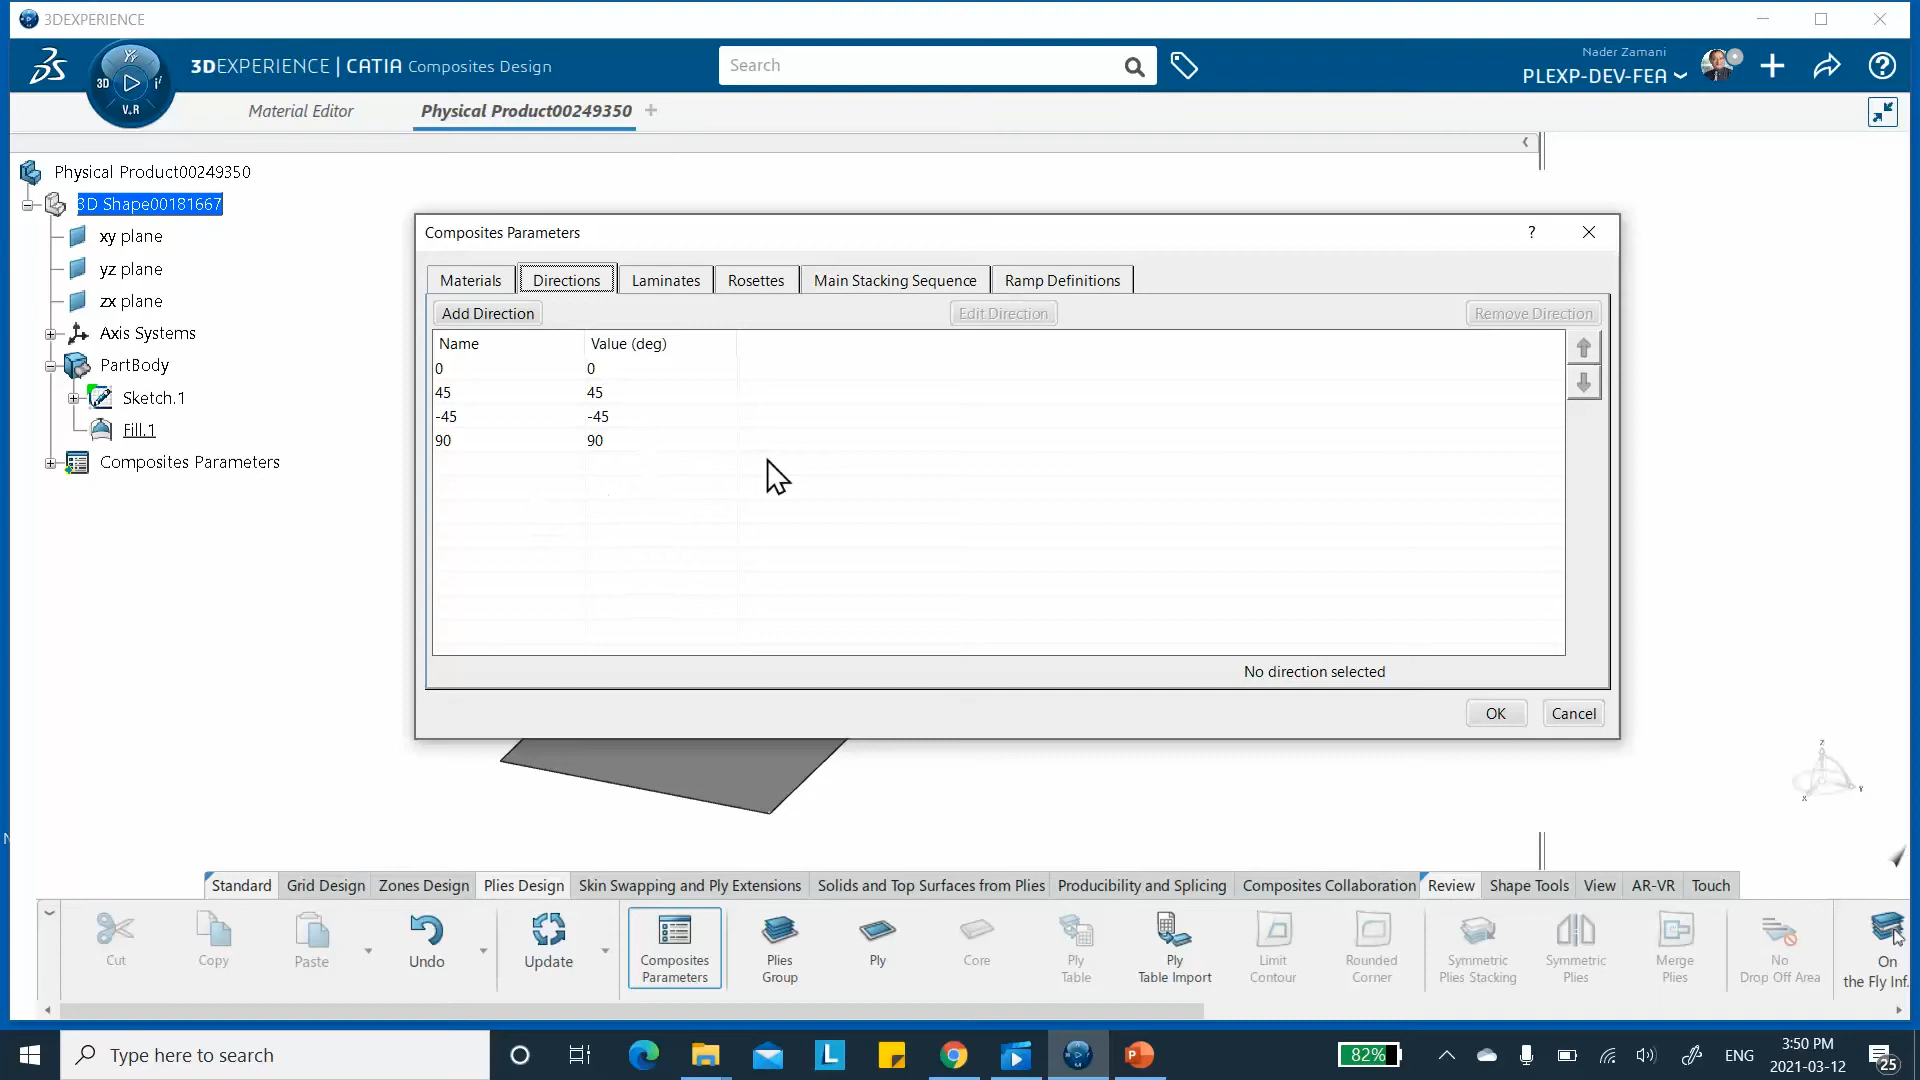 3DEXPERIENCE
3DEXPERIENCE | CATIA Composites Design
Search
Nader Zamani
PLEXP-DEV-FEA
3D
V.R
Material Editor
Physical Product00249350
Physical Product00249350
3D Shape00181667
xy plane
yz plane
zx plane
Axis Systems
PartBody
Sketch.1
Fill.1
Composites Parameters
Composites Parameters
?
Materials
Directions
Laminates
Rosettes
Main Stacking Sequence
Ramp Definitions
Add Direction
Edit Direction
Remove Direction
Name Value (deg)
0 0
45 45
-45 -45
90 90
No direction selected
OK
Cancel
Z
X
Y
Standard
Grid Design
Zones Design
Plies Design
Skin Swapping and Ply Extensions
Solids and Top Surfaces from Plies
Producibility and Splicing
Composites Collaboration
Review
Shape Tools
View
AR-VR
Touch
Cut
Copy
Paste
Undo
Update
Composites
Parameters
Plies
Group
Ply
Core
Ply
Table
Ply
Table Import
Limit
Contour
Rounded
Corner
Symmetric
Plies Stacking
Symmetric
Plies
Merge
Plies
No
Drop Off Area
On
the Fly Inf.
Type here to search
82%
ENG
3:50 PM
2021-03-12
25